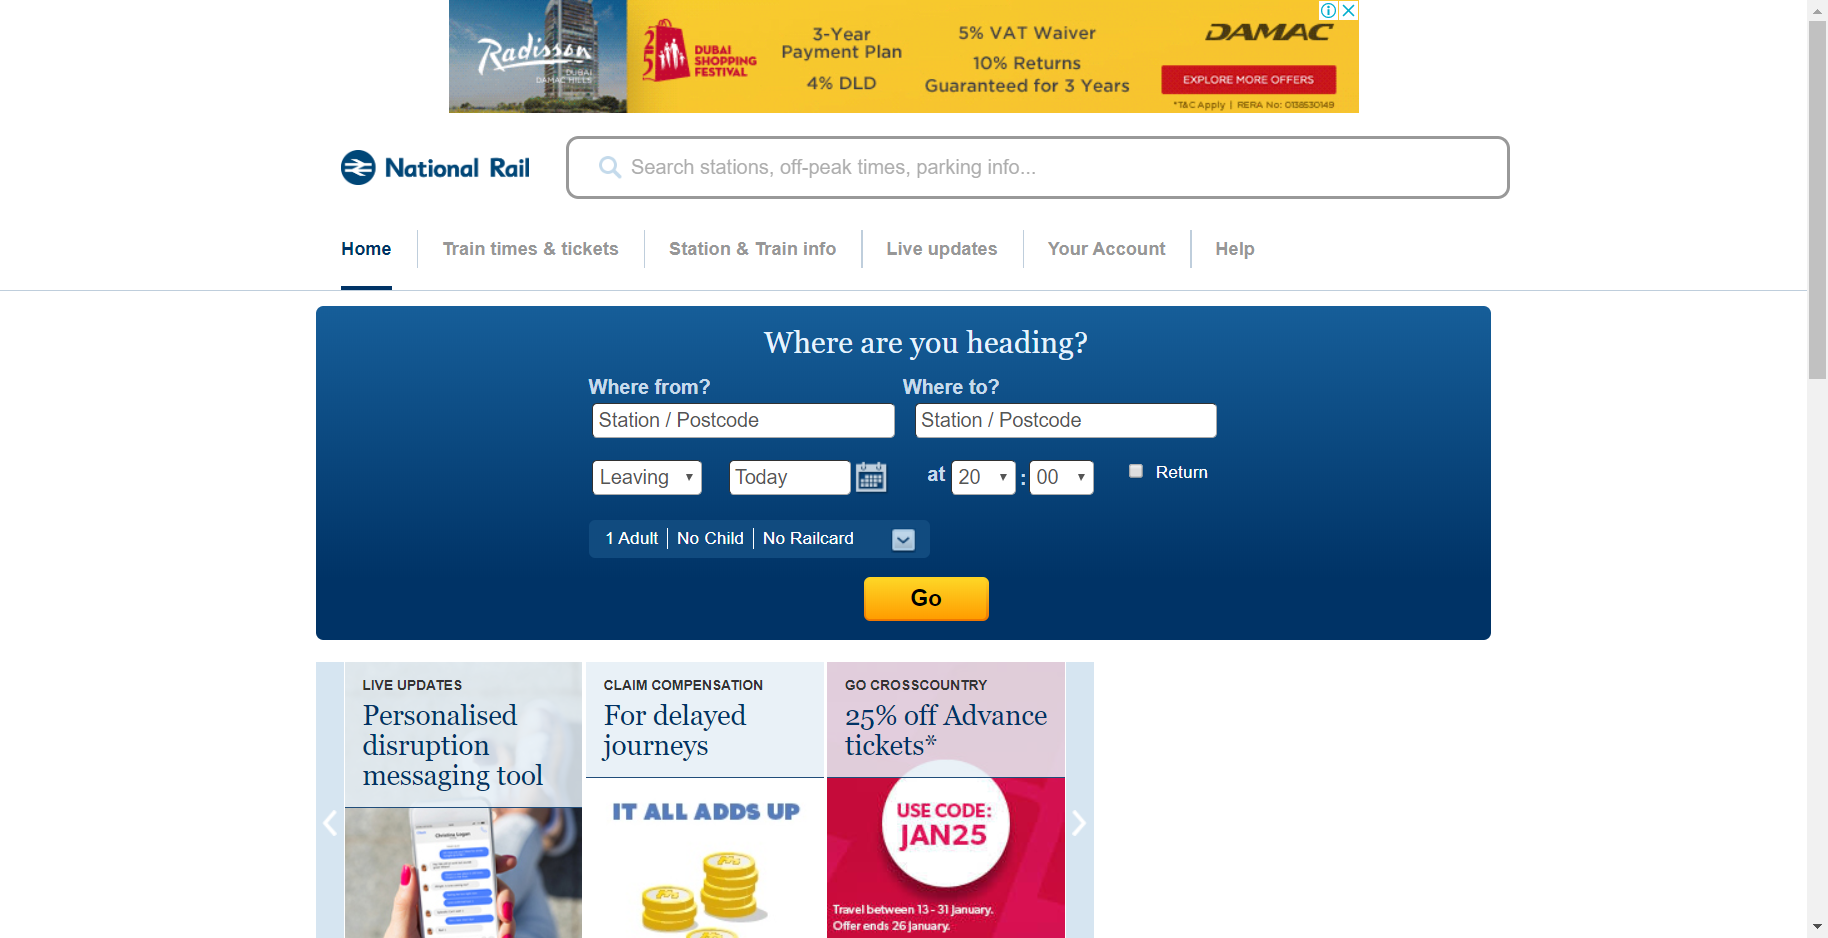 Radisson
DUBAI
DAMAC HILLS
25
DUBAI
SHOPPING
FESTIVAL
3-Year
Payment Plan
4% DLD
5% VAT Waiver
10% Returns
Guaranteed for 3 Years
DAMAC
EXPLORE MORE OFFERS
*T&C Apply | RERA No: 0138530149
National Rail
Search stations, off-peak times, parking info...
Home
Train times & tickets
Station & Train info
Live updates
Your Account
Help
Where are you heading?
Where from?
Where to?
Station / Postcode
Station / Postcode
Leaving
Today
at 20 : 00
Return
1 Adult
No Child
No Railcard
Go
LIVE UPDATES
Personalised
disruption
messaging tool
Christina Logan
CLAIM COMPENSATION
For delayed
journeys
IT ALL ADDS UP
GO CROSSCOUNTRY
25% off Advance
tickets*
USE CODE:
JAN25
Travel between 13 - 31 January.
Offer ends 26 January.